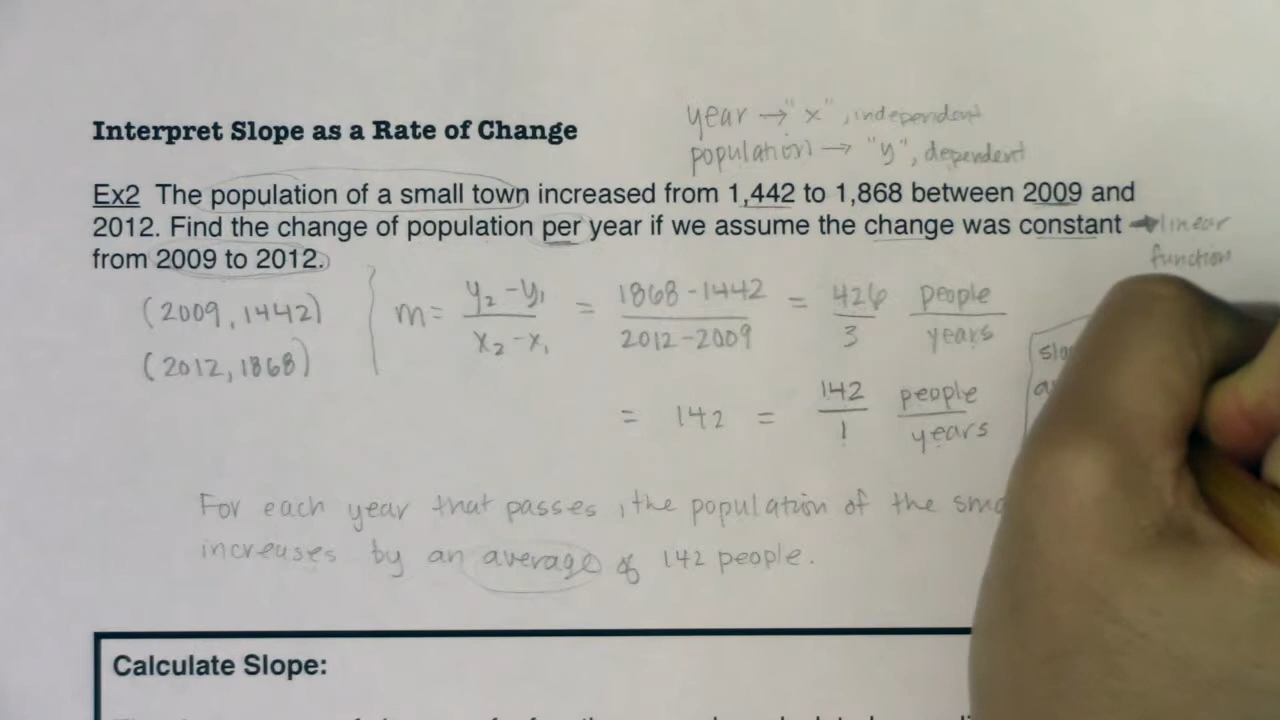 year → "x", independent
population → "y", dependent
Interpret Slope as a Rate of Change
Ex2 The population of a small town increased from 1,442 to 1,868 between 2009 and
2012. Find the change of population per year if we assume the change was constant → linear
function
from 2009 to 2012.
(2009, 1442)
(2012, 1868)
m = y₂ - y₁ / x₂ - x₁ = 1868 - 1442 / 2012 - 2009 = 426 / 3 people / years
= 142 = 142 / 1 people / years
For each year that passes, the population of the
increases by an average of 142 people.
Calculate Slope: